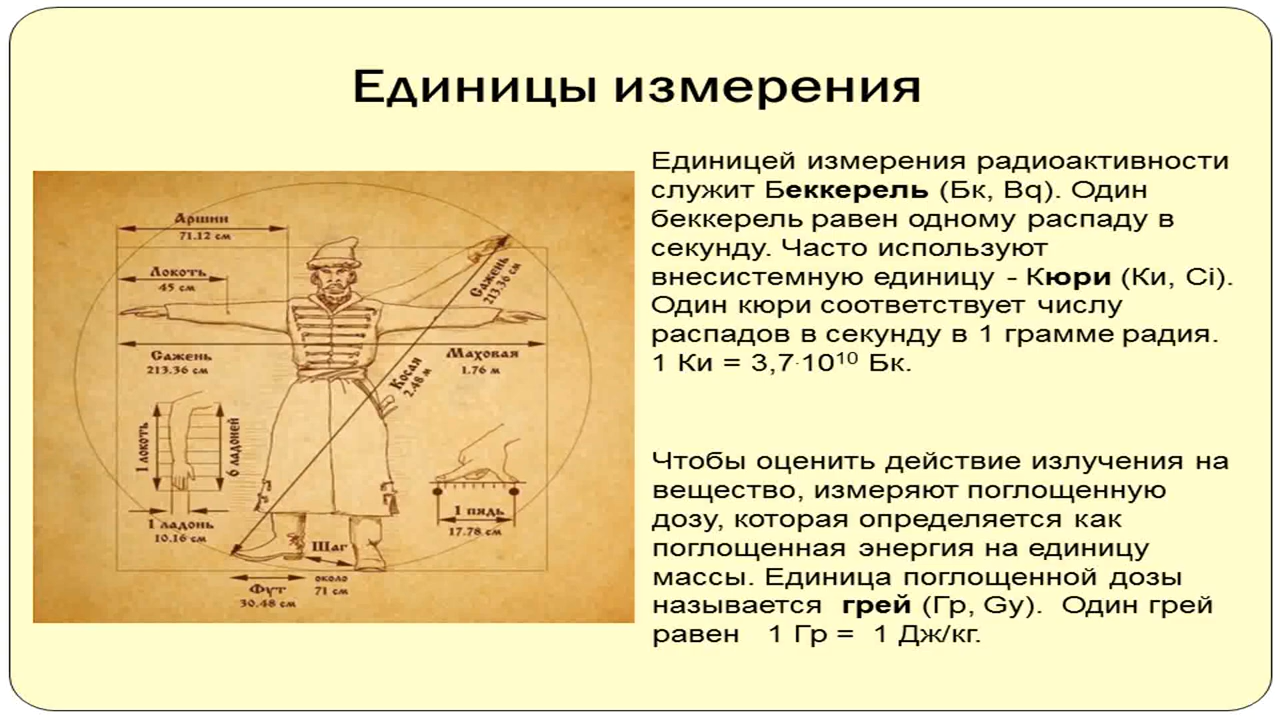 Единицы измерения
Аршин
71.12 см
Локоть
45 см
Сажень
213.36 см
Сажень
213.36 см
Маховая
1.76 м
Косая
2.48 м
1 локоть
6 ладоней
1 ладонь
10.16 см
1 пядь
17.78 см
Шаг
около
71 см
Фут
30.48 см
Единицей измерения радиоактивности
служит Беккерель (Бк, Bq). Один
беккерель равен одному распаду в
секунду. Часто используют
внесистемную единицу - Кюри (Ки, Ci).
Один кюри соответствует числу
распадов в секунду в 1 грамме радия.
1 Ки = 3,7·10¹⁰ Бк.
Чтобы оценить действие излучения на
вещество, измеряют поглощенную
дозу, которая определяется как
поглощенная энергия на единицу
массы. Единица поглощенной дозы
называется грей (Гр, Gy). Один грей
равен 1 Гр = 1 Дж/кг.